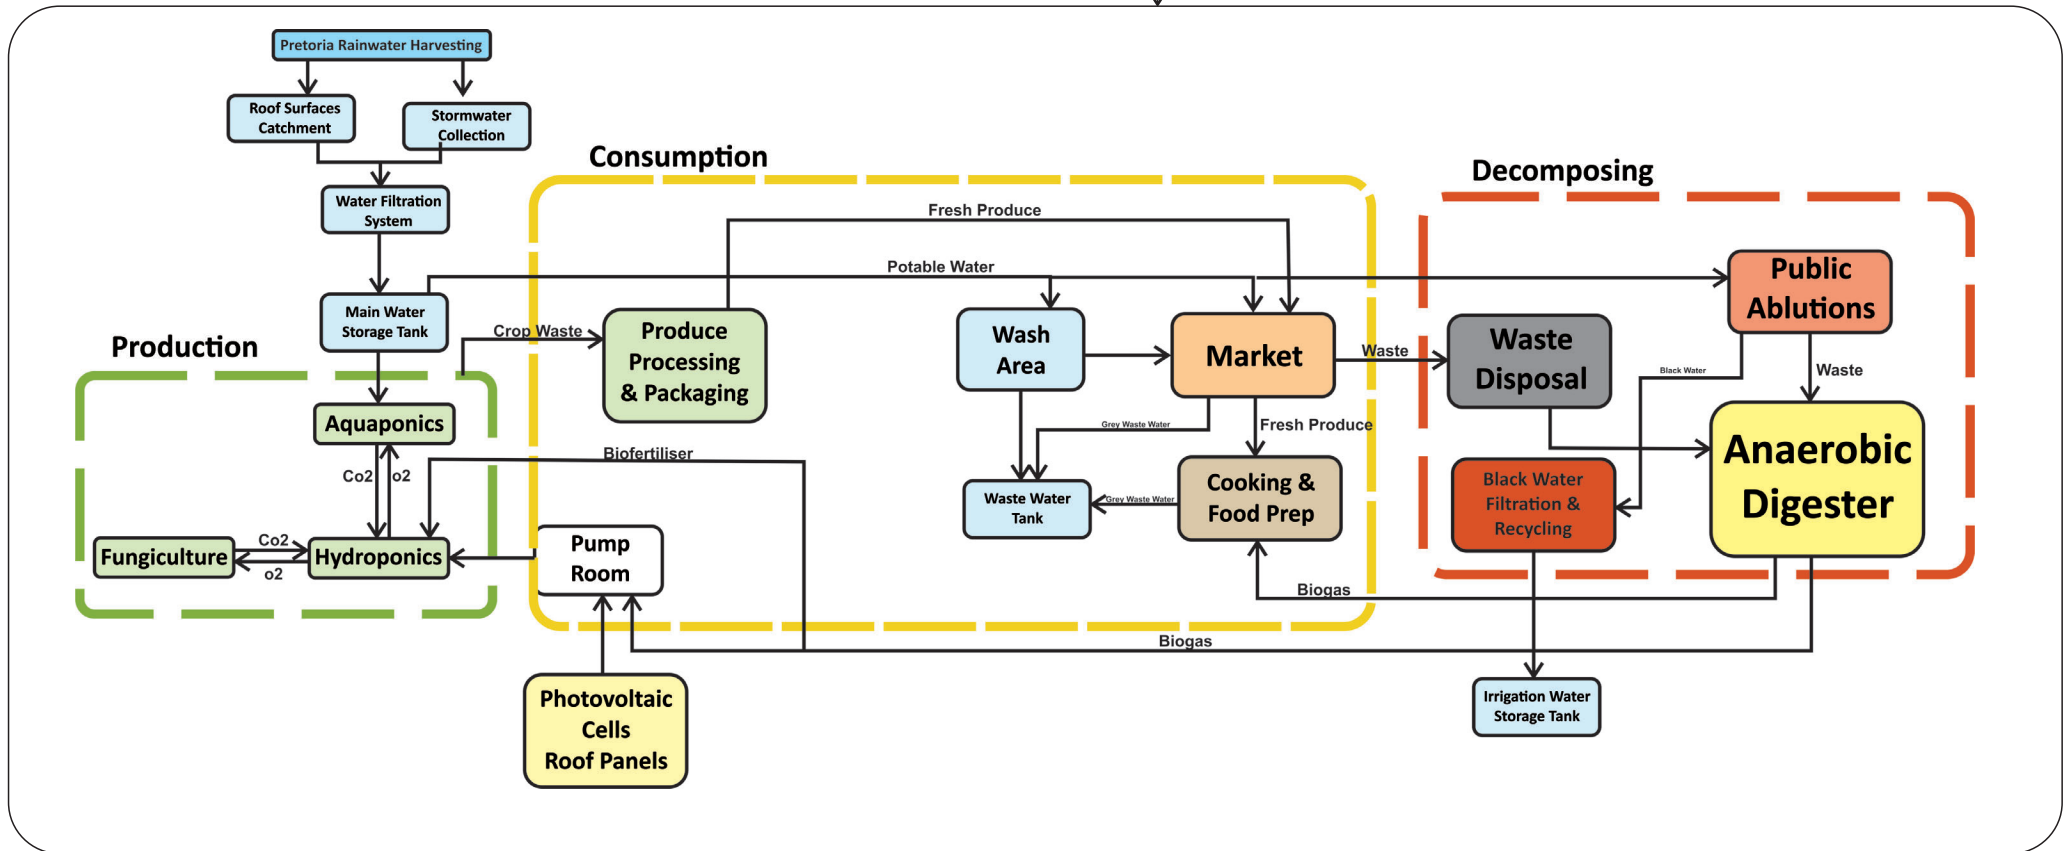 Pretoria Rainwater Harvesting
Roof Surfaces
Catchment
Stormwater
Collection
Water Filtration
System
Main Water
Storage Tank
Production
Aquaponics
Co2
o2
Fungiculture
Co2
o2
Hydroponics
Consumption
Fresh Produce
Potable Water
Crop Waste
Produce
Processing
& Packaging
Wash
Area
Market
Waste
Grey Waste Water
Fresh Produce
Biofertiliser
Waste Water
Tank
Grey Waste Water
Cooking &
Food Prep
Pump
Room
Biogas
Biogas
Photovoltaic
Cells
Roof Panels
Decomposing
Public
Ablutions
Waste
Disposal
Black Water
Waste
Anaerobic
Digester
Black Water
Filtration &
Recycling
Irrigation Water
Storage Tank